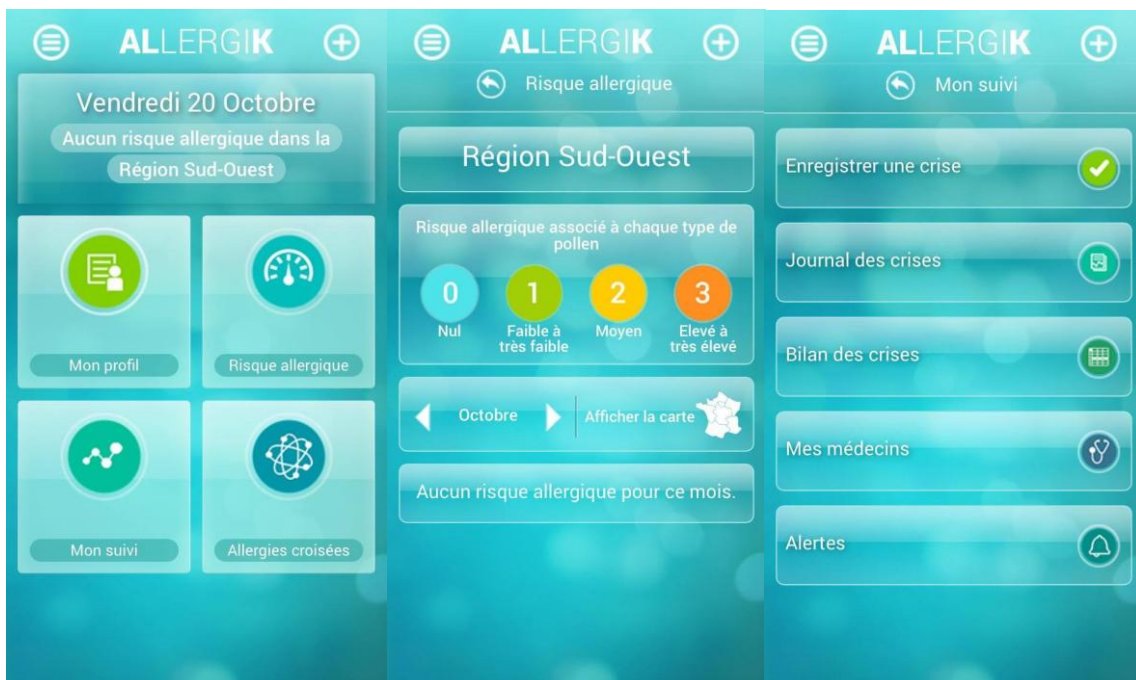 ALLERGIK
Vendredi 20 Octobre
Aucun risque allergique dans la
Région Sud-Ouest
Mon profil
Risque allergique
Mon suivi
Allergies croisées
ALLERGIK
Risque allergique
Région Sud-Ouest
Risque allergique associé à chaque type de
pollen
0 1 2 3
Nul Faible à Moyen Elevé à
très faible très élevé
Octobre Afficher la carte
Aucun risque allergique pour ce mois.
ALLERGIK
Mon suivi
Enregistrer une crise
Journal des crises
Bilan des crises
Mes médecins
Alertes